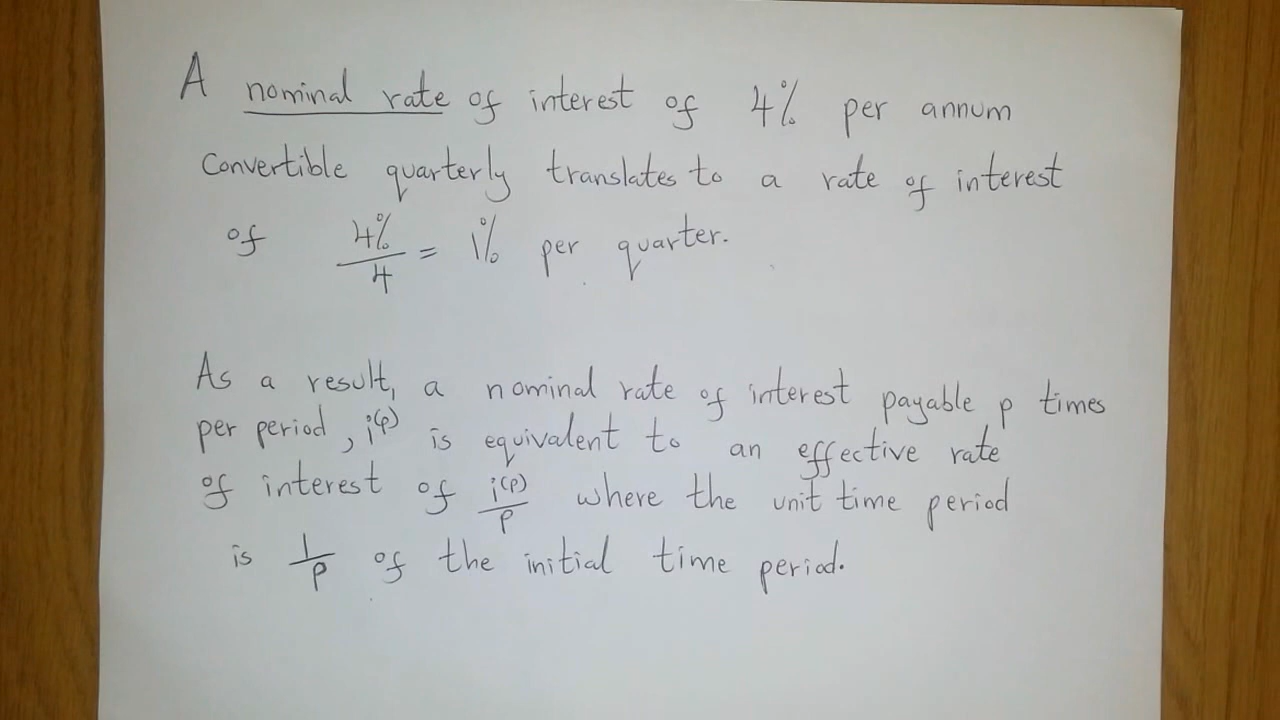 A nominal rate of interest of 4% per annum
Convertible quarterly translates to a rate of interest
of 4%/4 = 1% per quarter.
As a result, a nominal rate of interest payable p times
per period, i^(p) is equivalent to an effective rate
of interest of i^(p)/p where the unit time period
is 1/p of the initial time period.